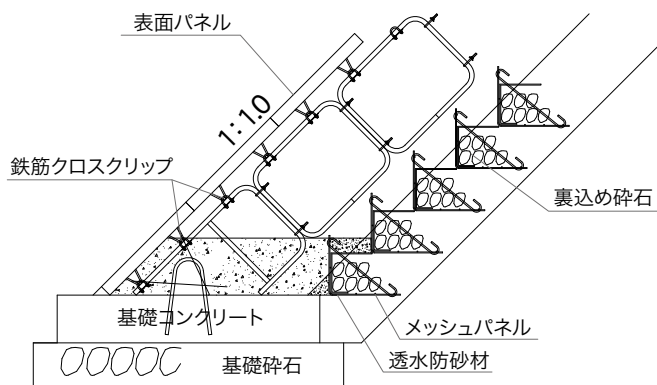 表面パネル
1:1.0
鉄筋クロスクリップ
裏込め砕石
基礎コンクリート
メッシュパネル
基礎砕石
透水防砂材